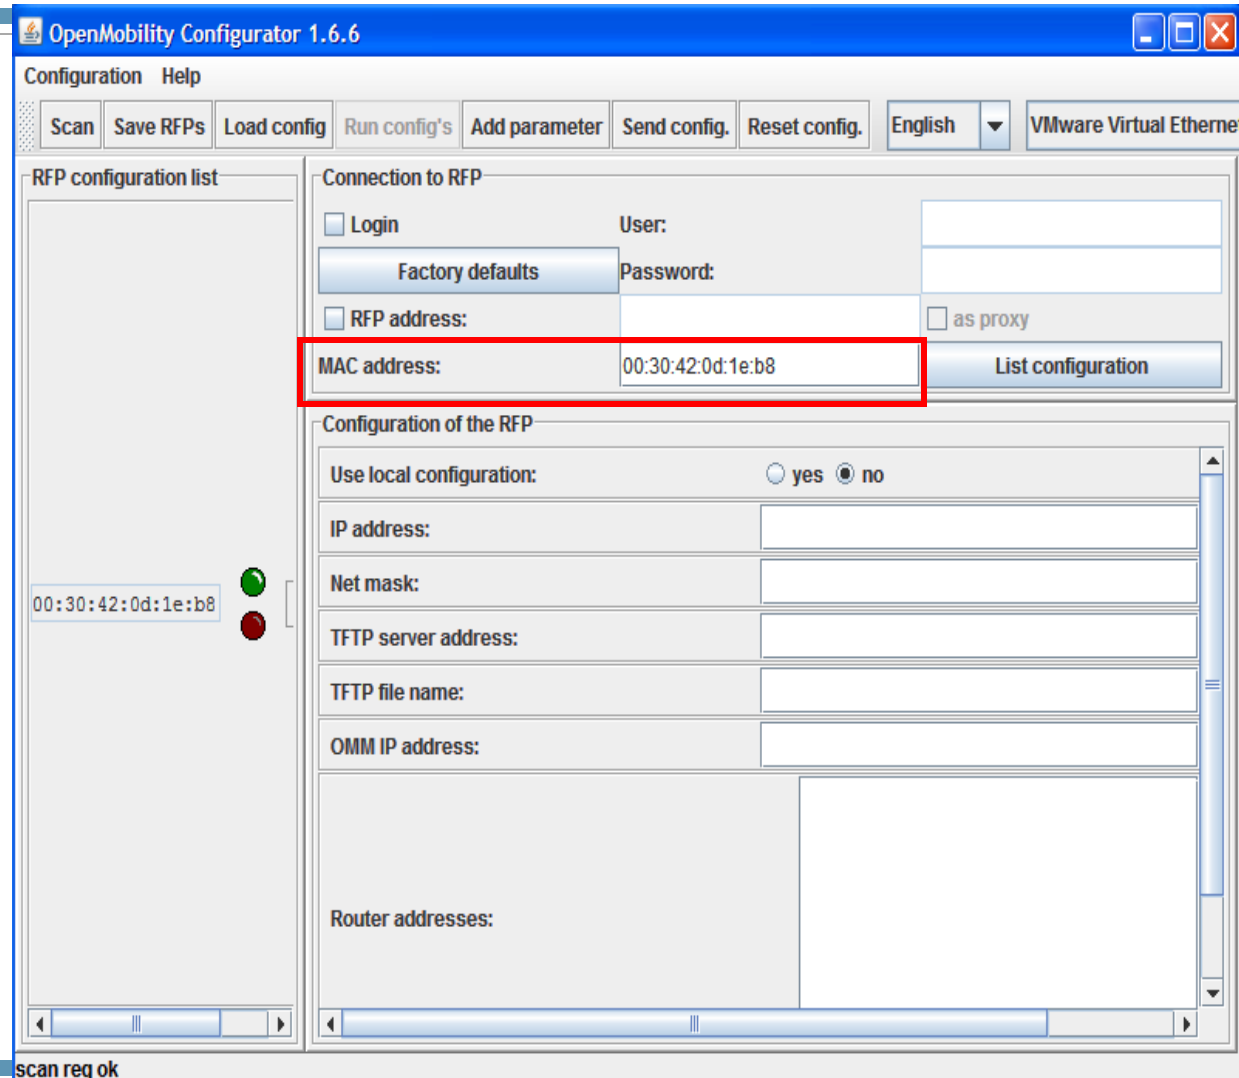 OpenMobility Configurator 1.6.6
Configuration Help
Scan Save RFPs Load config Run config's Add parameter Send config. Reset config. English VMware Virtual Etherne
RFP configuration list
Connection to RFP
Login User:
Factory defaults Password:
RFP address: as proxy
MAC address: 00:30:42:0d:1e:b8 List configuration
Configuration of the RFP
Use local configuration: yes no
IP address:
Net mask:
00:30:42:0d:1e:b8
TFTP server address:
TFTP file name:
OMM IP address:
Router addresses:
scan req ok